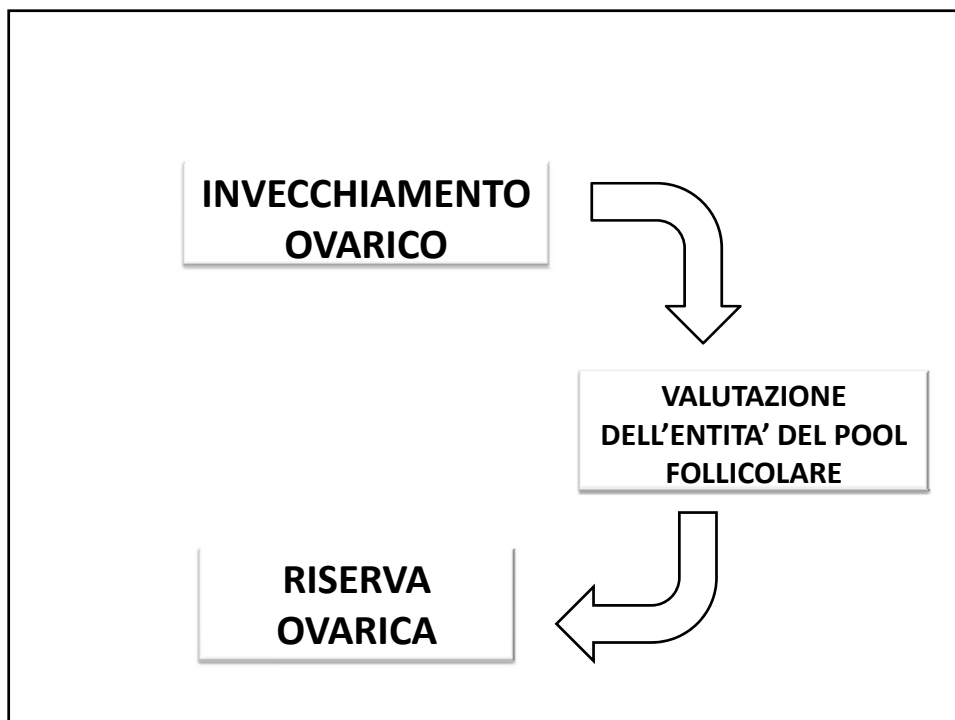 INVECCHIAMENTO
OVARICO
VALUTAZIONE
DELL’ENTITA’ DEL POOL
FOLLICOLARE
RISERVA
OVARICA